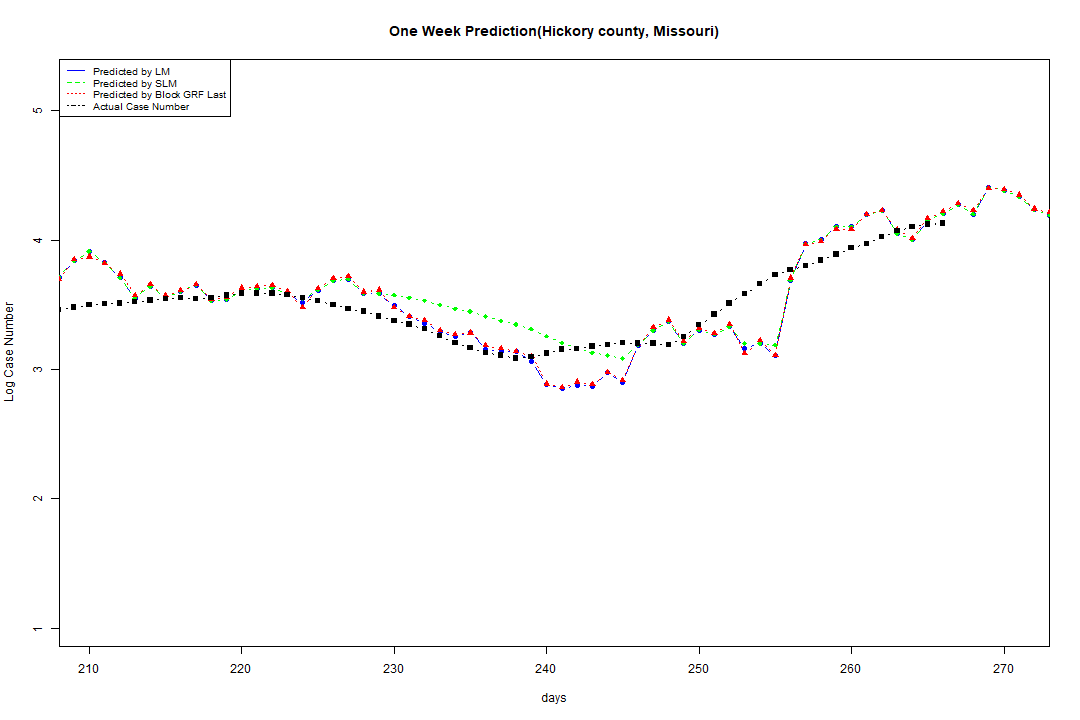 One Week Prediction(Hickory county, Missouri)
Predicted by LM
Predicted by SLM
Predicted by Block GRF Last
Actual Case Number
5
4
3
2
1
Log Case Number
210 220 230 240 250 260 270
days